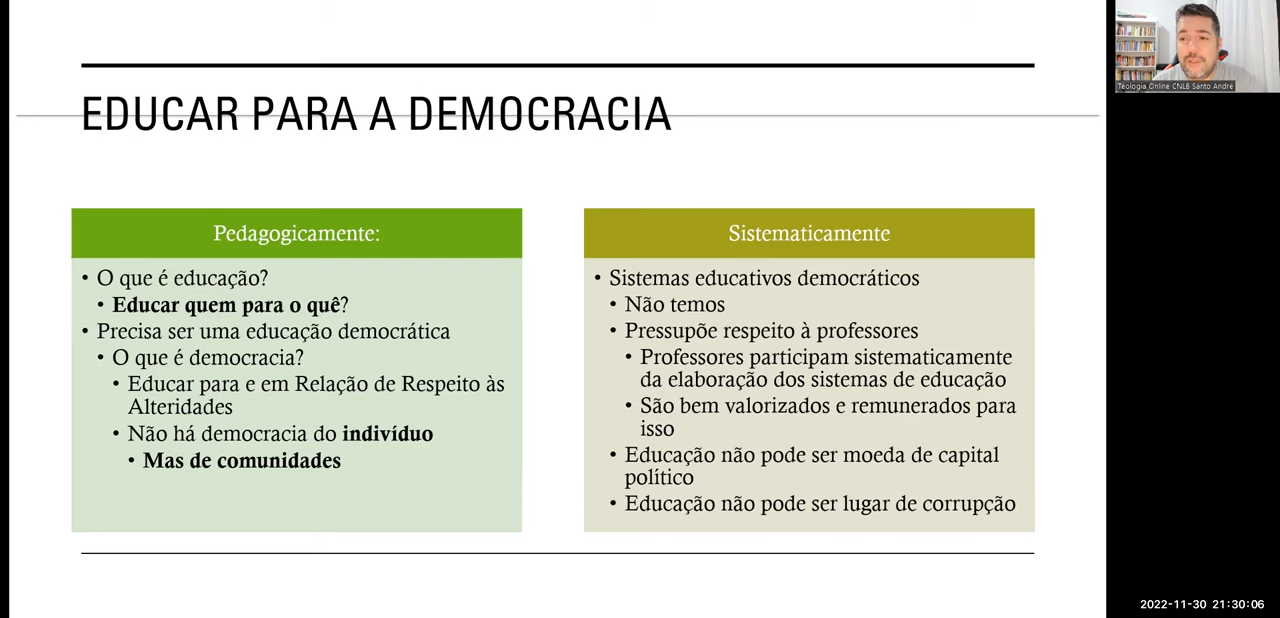 EDUCAR PARA A DEMOCRACIA
Pedagogicamente:
• O que é educação?
• Educar quem para o quê?
• Precisa ser uma educação democrática
• O que é democracia?
• Educar para e em Relação de Respeito às
Alteridades
• Não há democracia do indivíduo
• Mas de comunidades
Sistematicamente
• Sistemas educativos democráticos
• Não temos
• Pressupõe respeito à professores
• Professores participam sistematicamente
da elaboração dos sistemas de educação
• São bem valorizados e remunerados para
isso
• Educação não pode ser moeda de capital
político
• Educação não pode ser lugar de corrupção
Teologia Online CNLB Santo André
2022-11-30 21:30:06